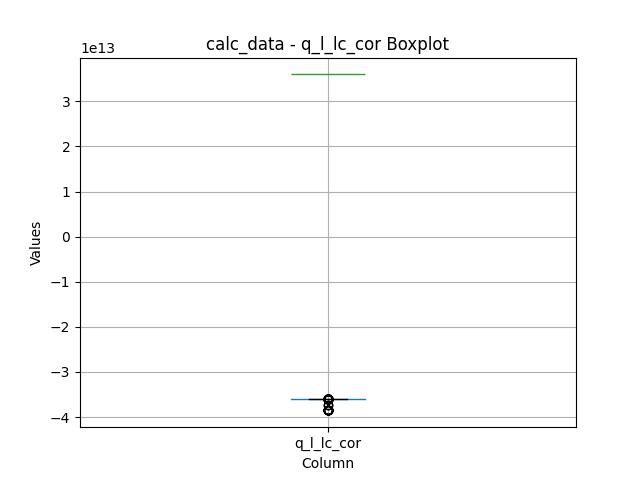 calc_data - q_l_lc_cor Boxplot
1e13
3
2
1
0
−1
−2
−3
−4
Values
q_l_lc_cor
Column